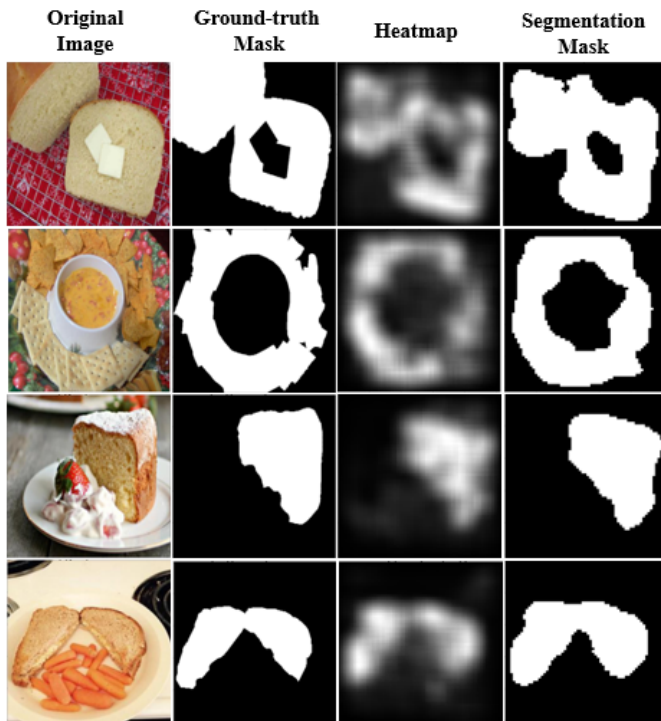 Original
Image
Ground-truth
Mask
Heatmap
Segmentation
Mask